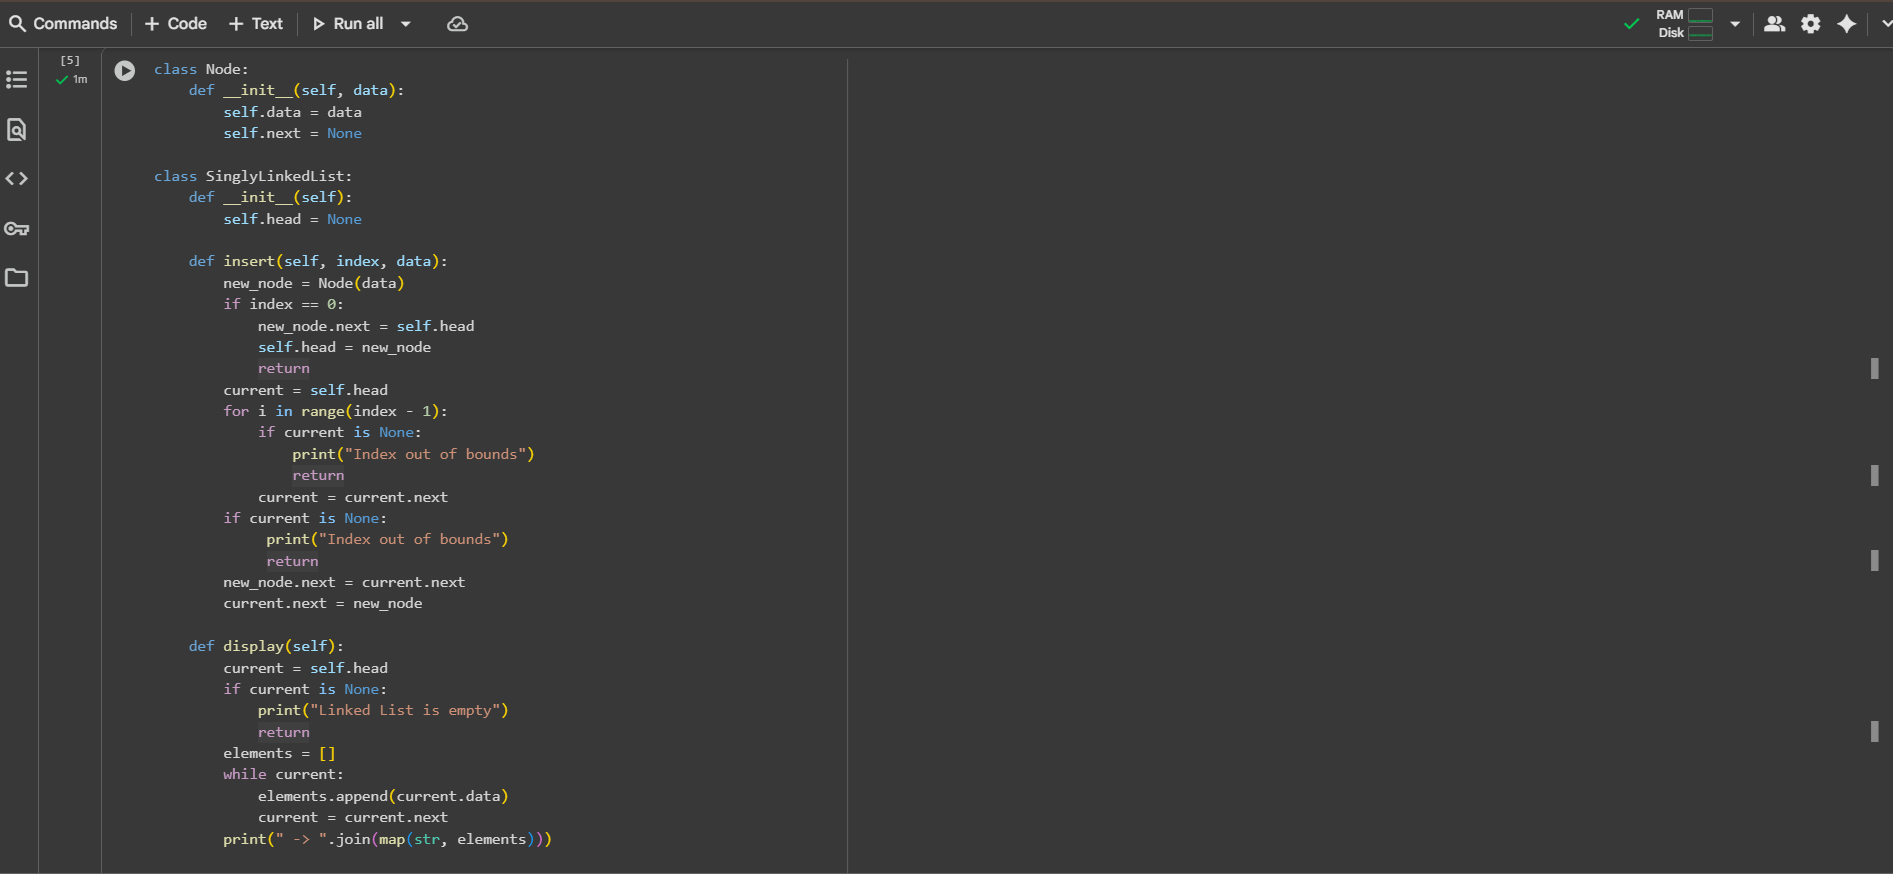 Commands + Code + Text Run all
RAM
Disk
[5]
1m
class Node:
    def __init__(self, data):
        self.data = data
        self.next = None

class SinglyLinkedList:
    def __init__(self):
        self.head = None

    def insert(self, index, data):
        new_node = Node(data)
        if index == 0:
            new_node.next = self.head
            self.head = new_node
            return
        current = self.head
        for i in range(index - 1):
            if current is None:
                print("Index out of bounds")
                return
            current = current.next
        if current is None:
             print("Index out of bounds")
             return
        new_node.next = current.next
        current.next = new_node

    def display(self):
        current = self.head
        if current is None:
            print("Linked List is empty")
            return
        elements = []
        while current:
            elements.append(current.data)
            current = current.next
        print(" -> ".join(map(str, elements)))